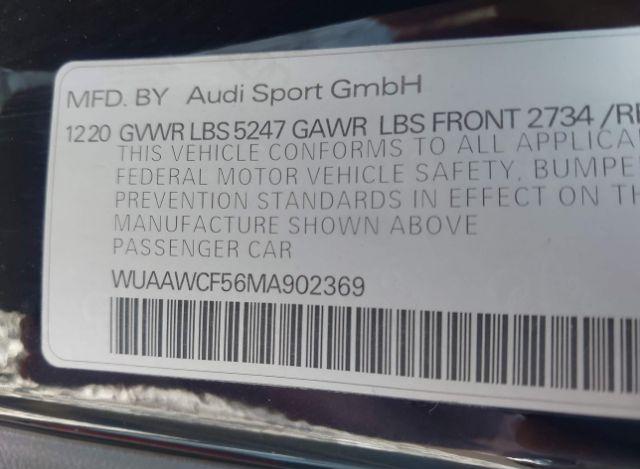 MFD. BY Audi Sport GmbH
1220 GVWR LBS 5247 GAWR LBS FRONT 2734
THIS VEHICLE CONFORMS TO ALL
FEDERAL MOTOR VEHICLE SAFETY,
PREVENTION STANDARDS IN EFFECT ON
MANUFACTURE SHOWN ABOVE
PASSENGER CAR
WUAAWCF56MA902369